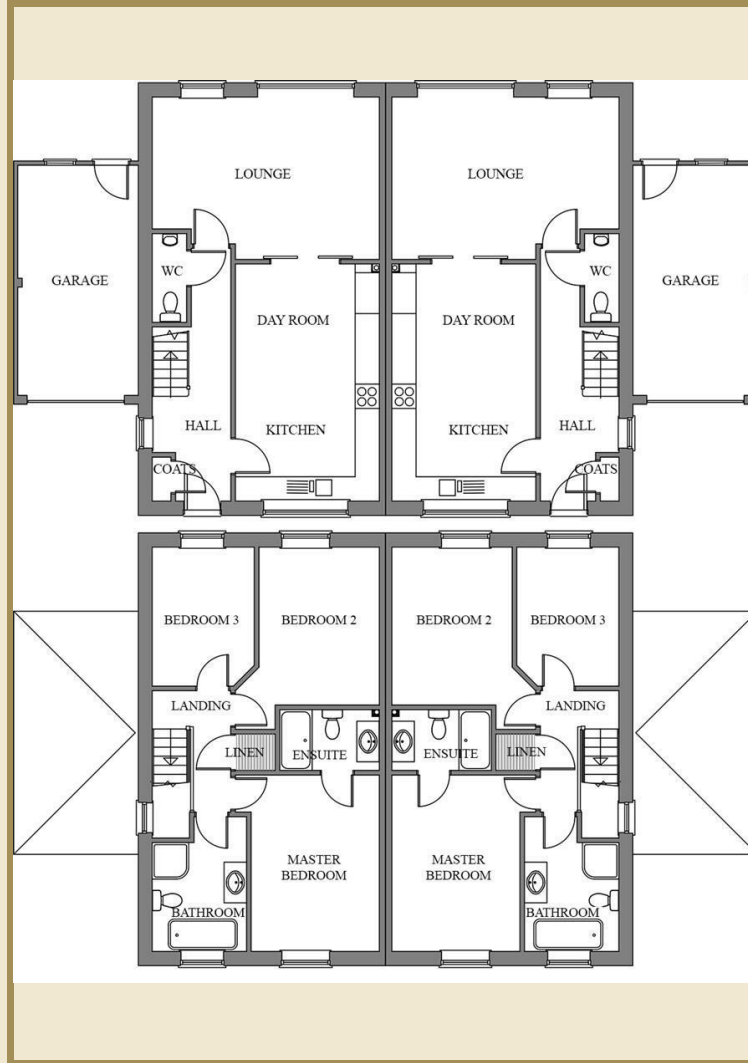 LOUNGE LOUNGE
WC WC
GARAGE GARAGE
DAY ROOM DAY ROOM
HALL KITCHEN KITCHEN HALL
COATS COATS
BEDROOM 3 BEDROOM 2 BEDROOM 2 BEDROOM 3
LANDING LANDING
LINEN ENSUITE ENSUITE LINEN
MASTER MASTER
BEDROOM BEDROOM
BATHROOM BATHROOM